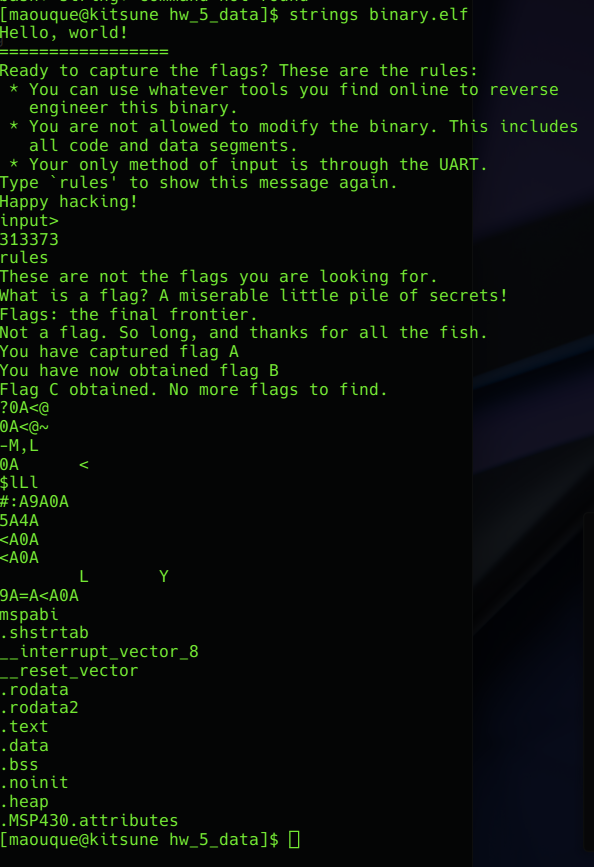 [maouque@kitsune hw_5_data]$ strings binary.elf
Hello, world!
=================
Ready to capture the flags? These are the rules:
 * You can use whatever tools you find online to reverse
   engineer this binary.
 * You are not allowed to modify the binary. This includes
   all code and data segments.
 * Your only method of input is through the UART.
Type `rules' to show this message again.
Happy hacking!
input>
313373
rules
These are not the flags you are looking for.
What is a flag? A miserable little pile of secrets!
Flags: the final frontier.
Not a flag. So long, and thanks for all the fish.
You have captured flag A
You have now obtained flag B
Flag C obtained. No more flags to find.
?0A<@
0A<@~
-M,L
0A      <
$lLl
#:A9A0A
5A4A
<A0A
<A0A
        L       Y
9A=A<A0A
mspabi
.shstrtab
__interrupt_vector_8
__reset_vector
.rodata
.rodata2
.text
.data
.bss
.noinit
.heap
.MSP430.attributes
[maouque@kitsune hw_5_data]$